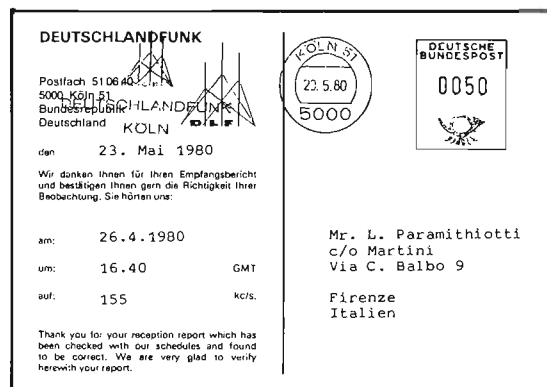 DEUTSCHLANDFUNK
Postfach 510640
5000 Köln 51
Bundesrepublik
Deutschland
DEUTSCHLANDFUNK
KÖLN
DLF
den 23. Mai 1980
Wir danken Ihnen für Ihren Empfangsbericht
und bestätigen Ihnen gern die Richtigkeit Ihrer
Beobachtung. Sie hörten uns:
am: 26.4.1980
um: 16.40 GMT
auf: 155 kc/s.
Thank you for your reception report which has
been checked with our schedules and found
to be correct. We are very glad to verify
herewith your report.
KÖLN 51
23.5.80
5000
DEUTSCHE
BUNDESPOST
0050
Mr. L. Paramithiotti
c/o Martini
Via C. Balbo 9
Firenze
Italien